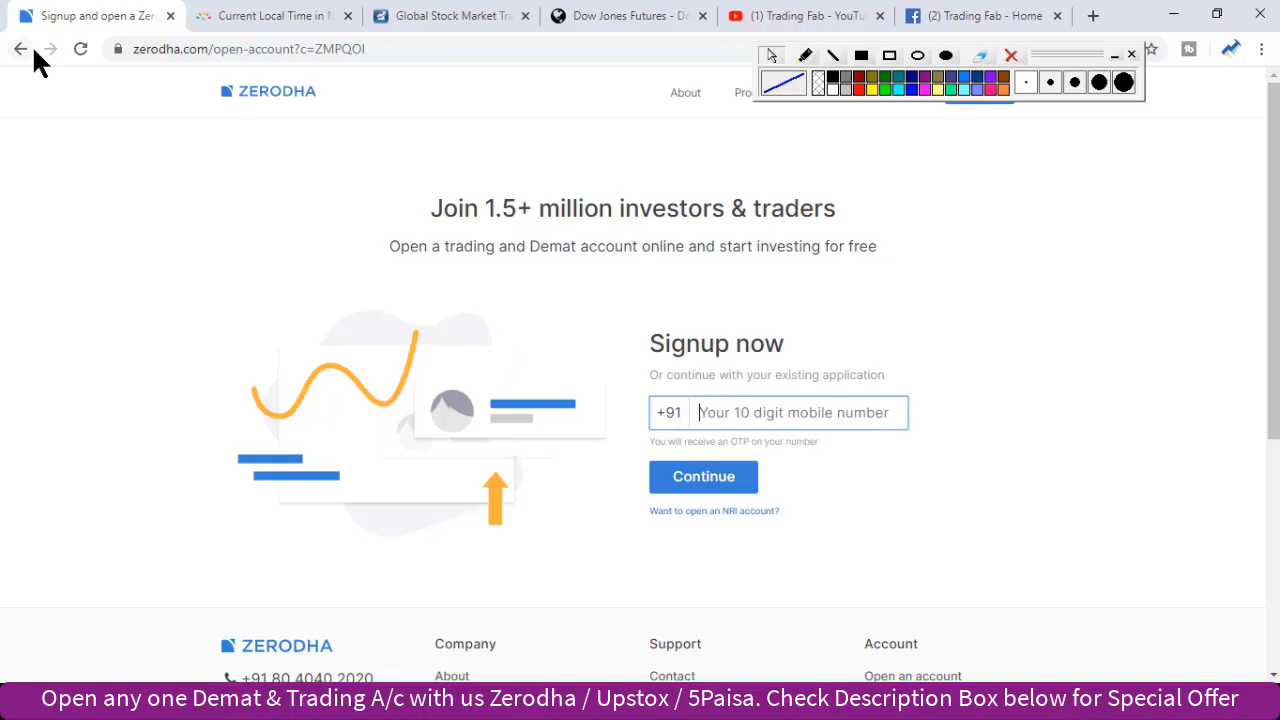 Signup and open a Zer
Current Local Time in N
Global Stock Market Tra
Dow Jones Futures - Do
(1) Trading Fab - YouTu
(2) Trading Fab - Home
zerodha.com/open-account?c=ZMPQOI
ZERODHA
About
Pro
Join 1.5+ million investors & traders
Open a trading and Demat account online and start investing for free
Signup now
Or continue with your existing application
+91 Your 10 digit mobile number
You will receive an OTP on your number
Continue
Want to open an NRI account?
ZERODHA
Company
Support
Account
+91 80 4040 2020
About
Contact
Open an account
Open any one Demat & Trading A/c with us Zerodha / Upstox / 5Paisa. Check Description Box below for Special Offer